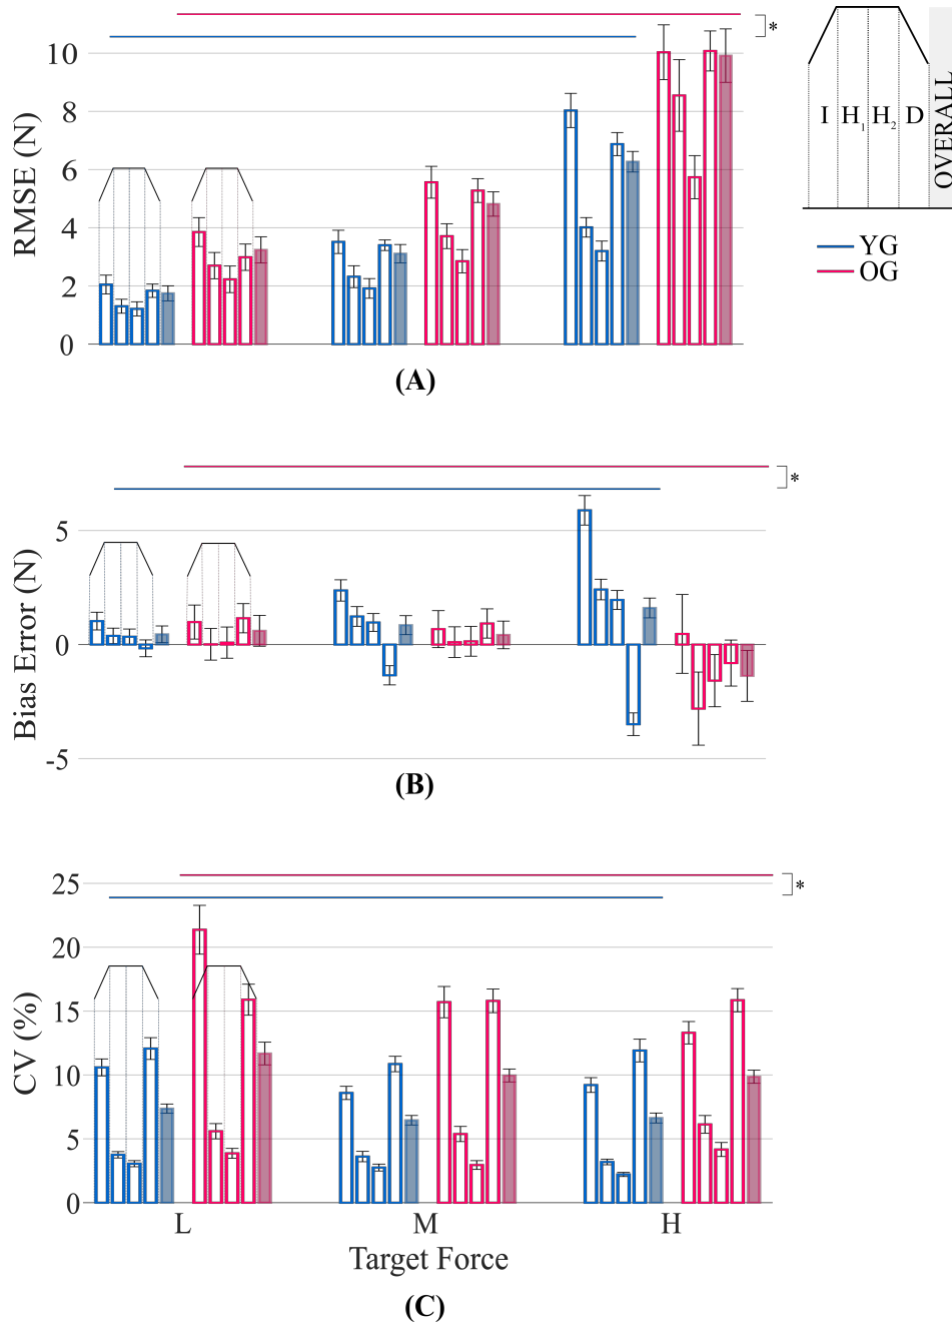 RMSE (N)
10
8
6
4
2
0
*
I H1 H2 D
OVERALL
YG
OG
(A)
Bias Error (N)
5
0
-5
*
(B)
CV (%)
25
20
15
10
5
0
*
L M H
Target Force
(C)